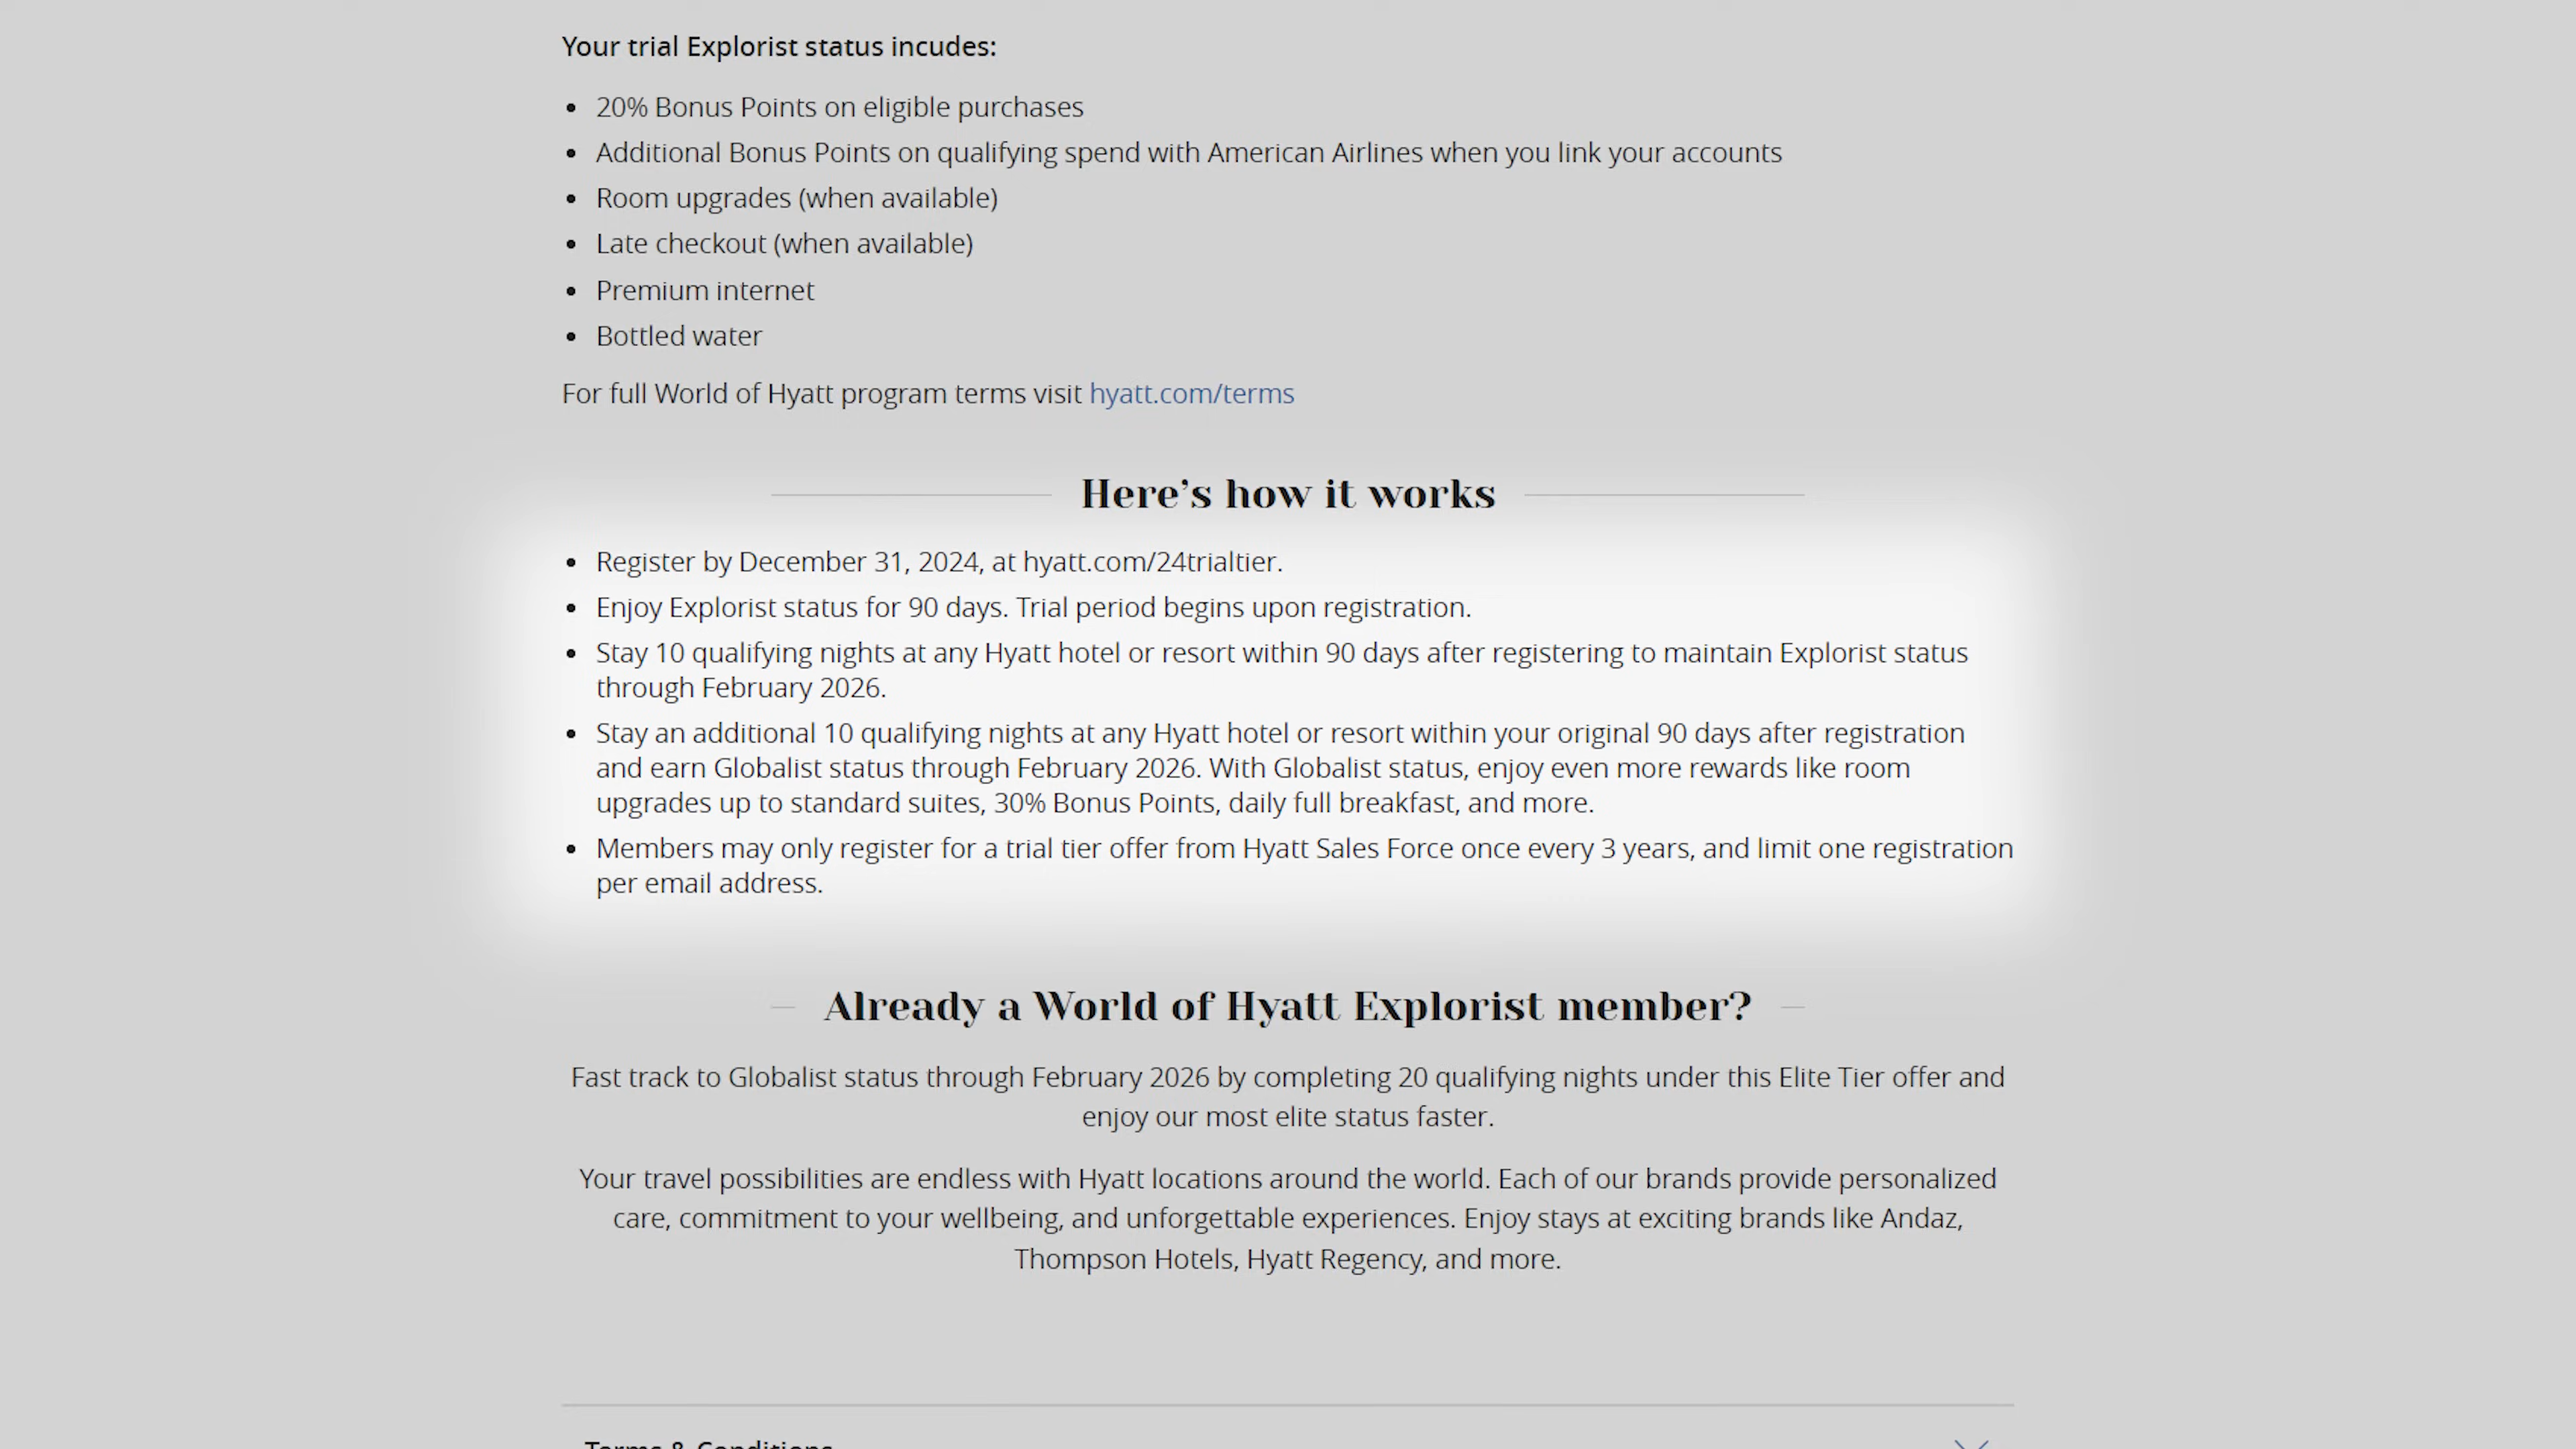 Your trial Explorist status incudes:
• 20% Bonus Points on eligible purchases
• Additional Bonus Points on qualifying spend with American Airlines when you link your accounts
• Room upgrades (when available)
• Late checkout (when available)
• Premium internet
• Bottled water
For full World of Hyatt program terms visit hyatt.com/terms
Here's how it works
• Register by December 31, 2024, at hyatt.com/24trialtier.
• Enjoy Explorist status for 90 days. Trial period begins upon registration.
• Stay 10 qualifying nights at any Hyatt hotel or resort within 90 days after registering to maintain Explorist status
through February 2026.
• Stay an additional 10 qualifying nights at any Hyatt hotel or resort within your original 90 days after registration
and earn Globalist status through February 2026. With Globalist status, enjoy even more rewards like room
upgrades up to standard suites, 30% Bonus Points, daily full breakfast, and more.
• Members may only register for a trial tier offer from Hyatt Sales Force once every 3 years, and limit one registration
per email address.
Already a World of Hyatt Explorist member?
Fast track to Globalist status through February 2026 by completing 20 qualifying nights under this Elite Tier offer and
enjoy our most elite status faster.
Your travel possibilities are endless with Hyatt locations around the world. Each of our brands provide personalized
care, commitment to your wellbeing, and unforgettable experiences. Enjoy stays at exciting brands like Andaz,
Thompson Hotels, Hyatt Regency, and more.
Terms & Conditions